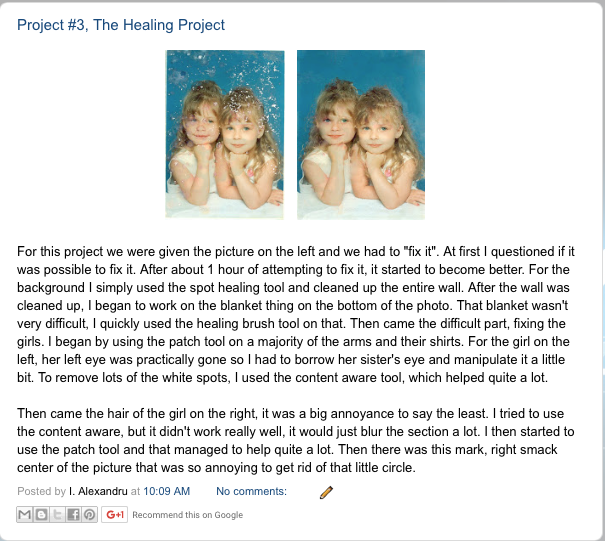 Project #3, The Healing Project
For this project we were given the picture on the left and we had to "fix it". At first I questioned if it
was possible to fix it. After about 1 hour of attempting to fix it, it started to become better. For the
background I simply used the spot healing tool and cleaned up the entire wall. After the wall was
cleaned up, I began to work on the blanket thing on the bottom of the photo. That blanket wasn't
very difficult, I quickly used the healing brush tool on that. Then came the difficult part, fixing the
girls. I began by using the patch tool on a majority of the arms and their shirts. For the girl on the
left, her left eye was practically gone so I had to borrow her sister's eye and manipulate it a little
bit. To remove lots of the white spots, I used the content aware tool, which helped quite a lot.
Then came the hair of the girl on the right, it was a big annoyance to say the least. I tried to use
the content aware, but it didn't work really well, it would just blur the section a lot. I then started to
use the patch tool and that managed to help quite a lot. Then there was this mark, right smack
center of the picture that was so annoying to get rid of that little circle.
Posted by I. Alexandru at 10:09 AM No comments:
G+1 Recommend this on Google